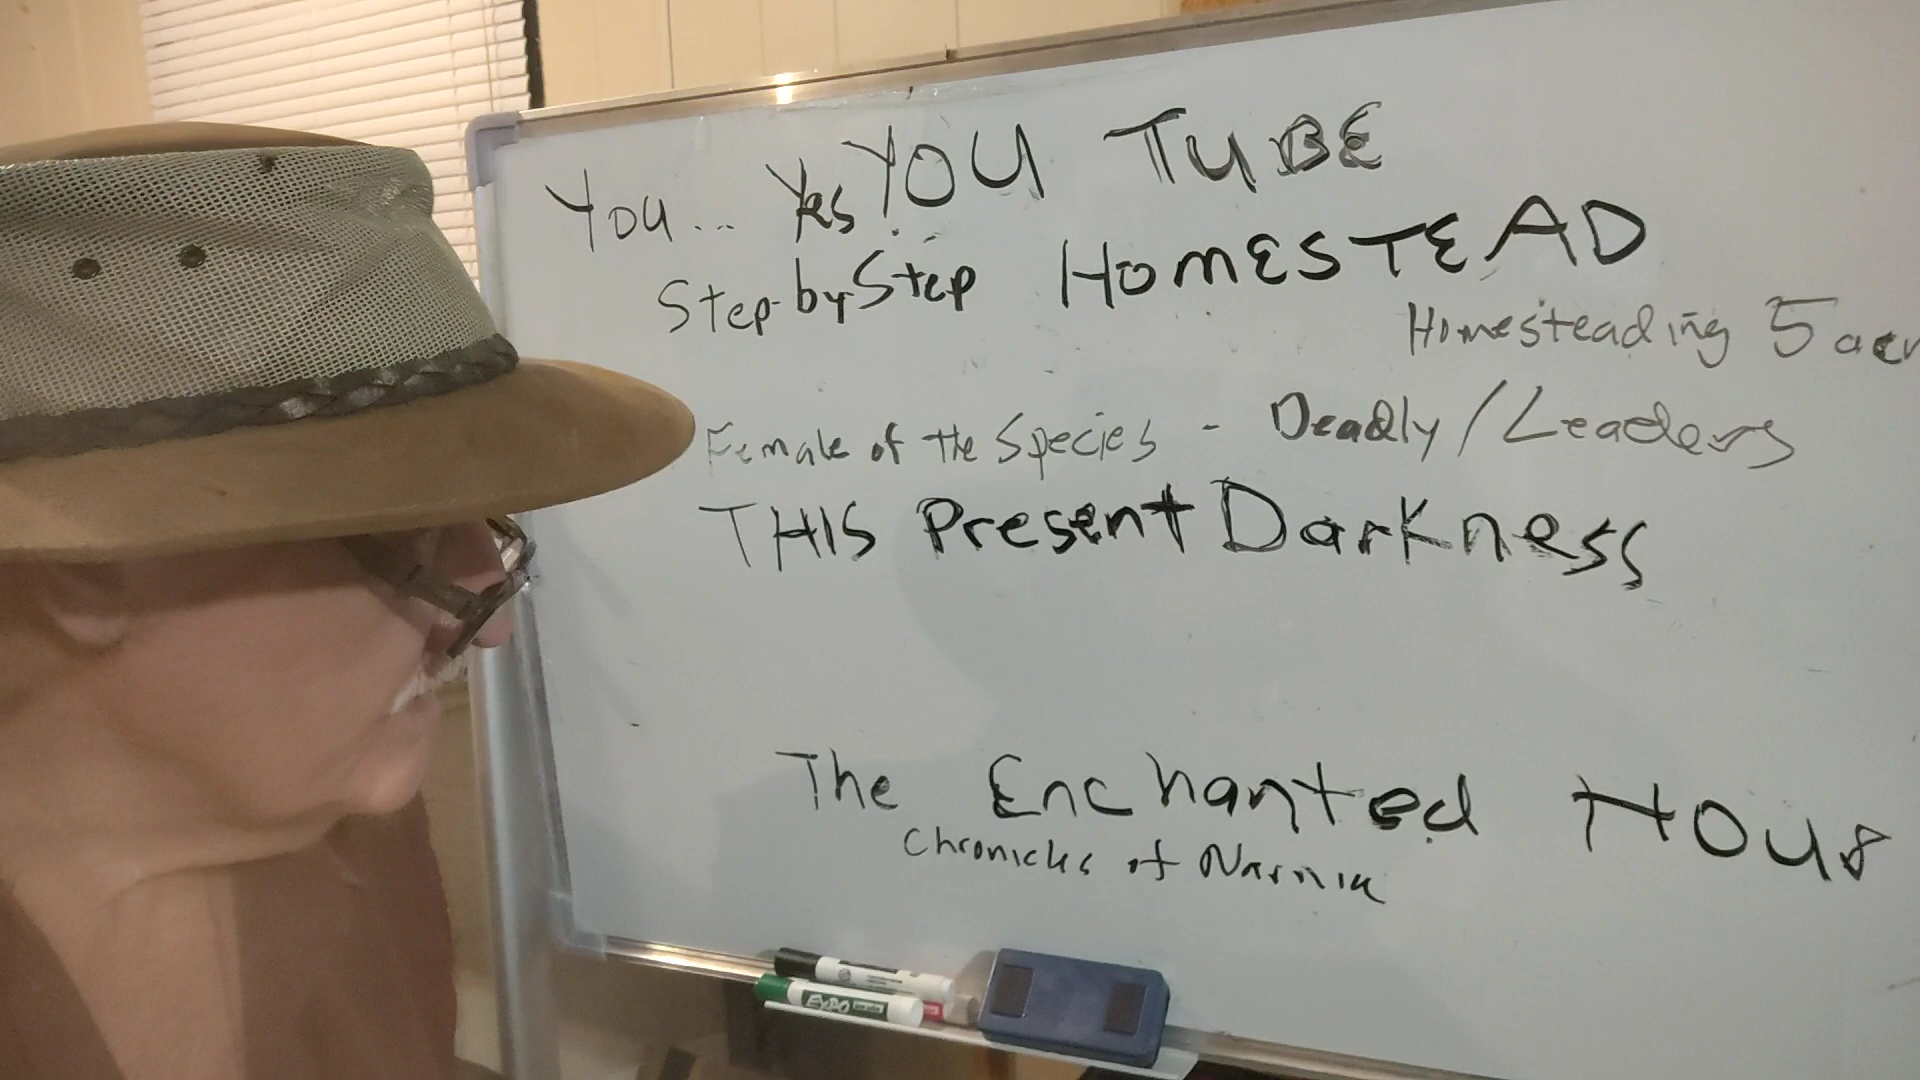 You... Yes YOU TUBE
Step-by Step HOMESTEAD
Homesteading 5 acr
Female of the Species - Deadly/Leaders
THIS Present Darkness
The Enchanted Hour
Chronicles of Narnia
EXPO